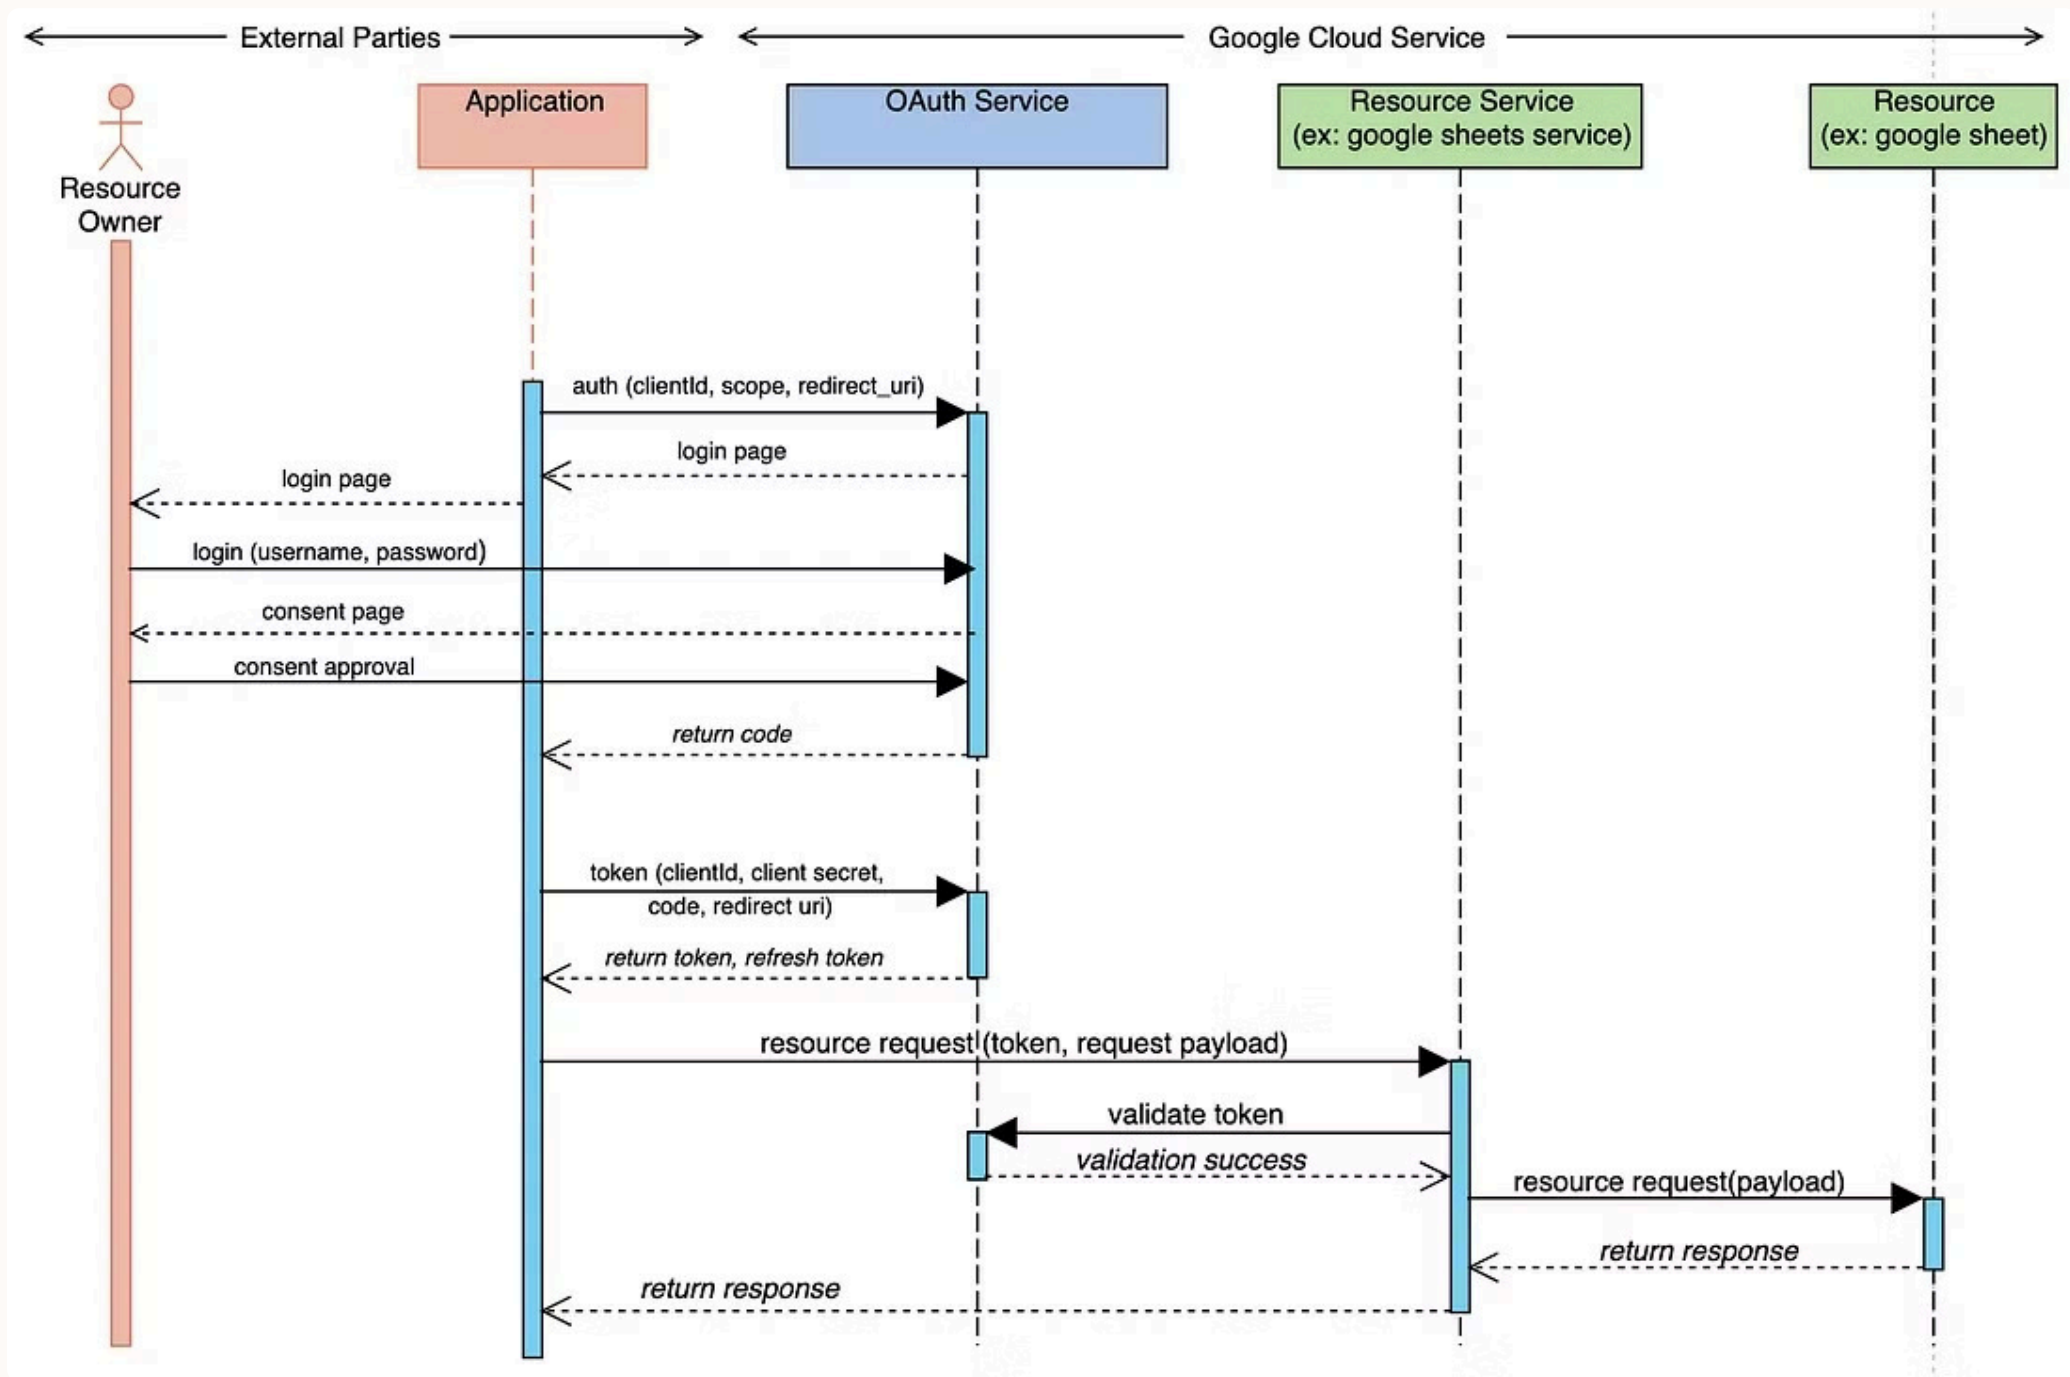 External Parties
Google Cloud Service
Application
OAuth Service
Resource Service
(ex: google sheets service)
Resource
(ex: google sheet)
Resource
Owner
auth (clientId, scope, redirect_uri)
login page
login page
login (username, password)
consent page
consent approval
return code
token (clientId, client secret,
code, redirect uri)
return token, refresh token
resource request (token, request payload)
validate token
validation success
resource request(payload)
return response
return response